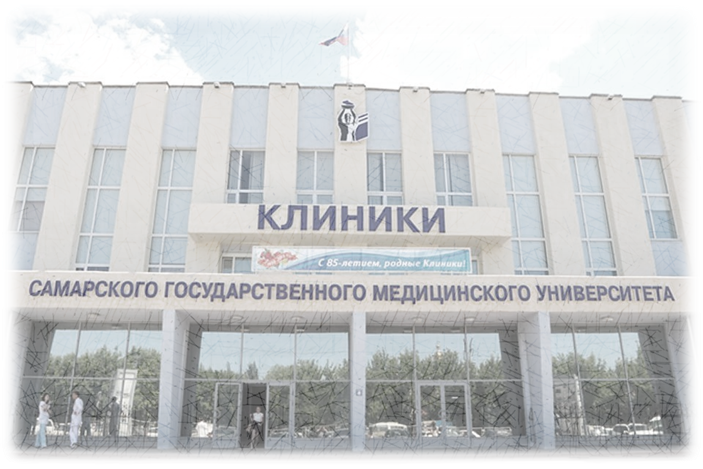 КЛИНИКИ
С 85-летием, родные Клиники!
САМАРСКОГО ГОСУДАРСТВЕННОГО МЕДИЦИНСКОГО УНИВЕРСИТЕТА